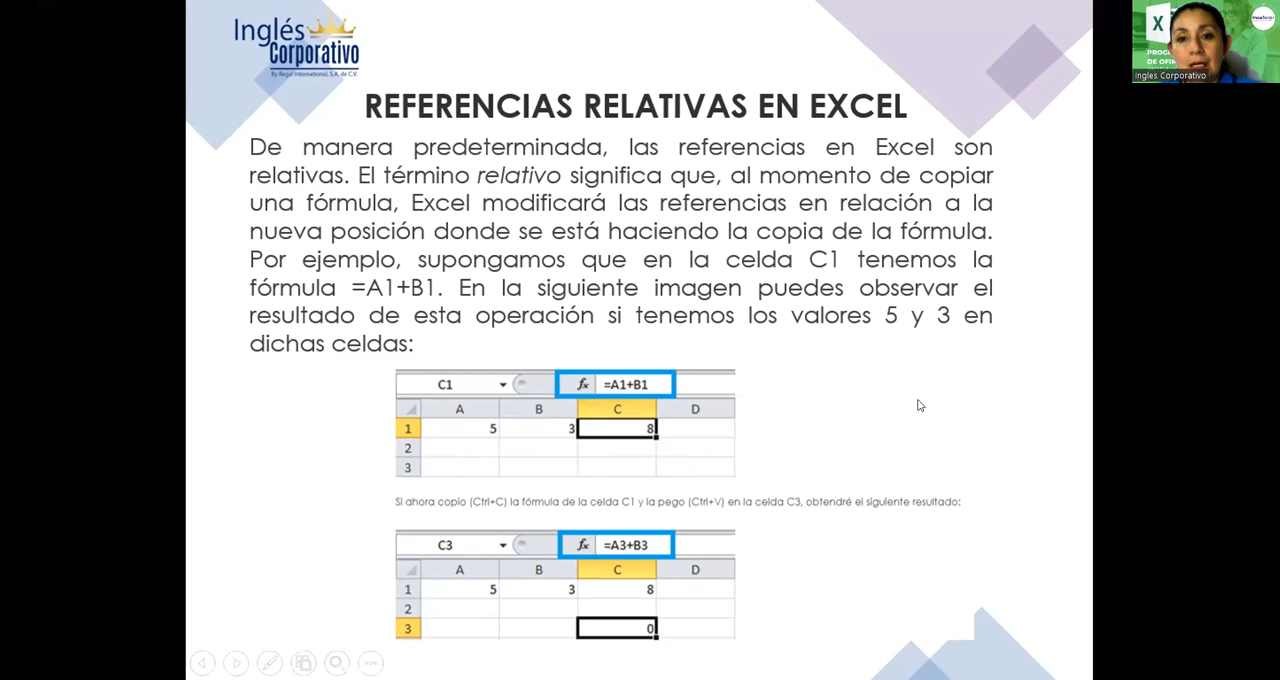 Inglés
Corporativo
By Regal International, S.A. de C.V.
REFERENCIAS RELATIVAS EN EXCEL
De manera predeterminada, las referencias en Excel son
relativas. El término relativo significa que, al momento de copiar
una fórmula, Excel modificará las referencias en relación a la
nueva posición donde se está haciendo la copia de la fórmula.
Por ejemplo, supongamos que en la celda C1 tenemos la
fórmula =A1+B1. En la siguiente imagen puedes observar el
resultado de esta operación si tenemos los valores 5 y 3 en
dichas celdas:
C1 fx =A1+B1
A B C D
1 5 3 8
2
3
Si ahora copio (Ctrl+C) la fórmula de la celda C1 y la pego (Ctrl+V) en la celda C3, obtendré el siguiente resultado:
C3 fx =A3+B3
A B C D
1 5 3 8
2
3 0
X
DE OFI
Ingles Corporativo